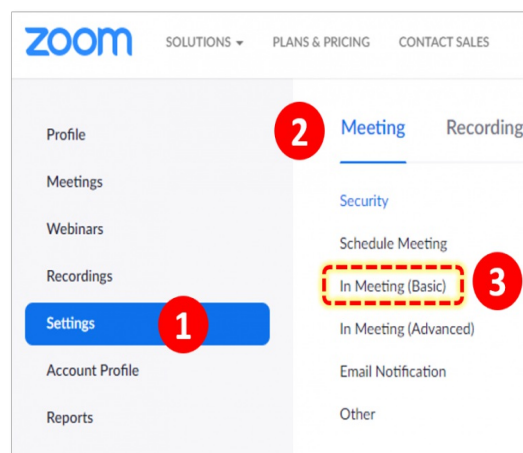 zoom SOLUTIONS PLANS & PRICING CONTACT SALES
Profile
Meetings
Webinars
Recordings
Settings 1
Account Profile
Reports
2 Meeting Recording
Security
Schedule Meeting
In Meeting (Basic) 3
In Meeting (Advanced)
Email Notification
Other